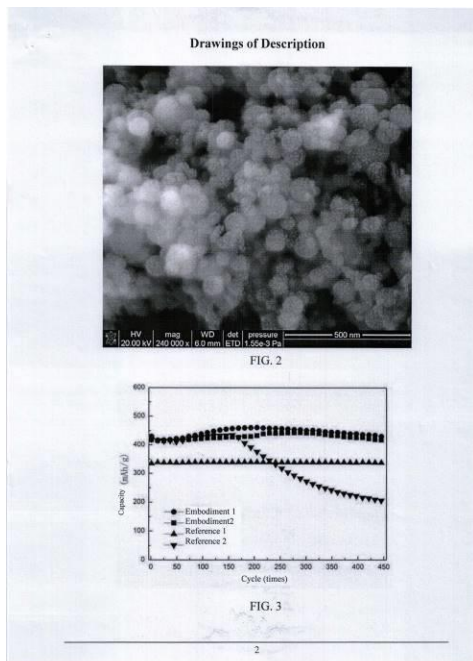 Drawings of Description
HV mag WD det pressure 500 nm
20.00 kV 240 000 x 6.0 mm ETD 1.55e-3 Pa
FIG. 2
600
500
400
300
200
100
0
Capacity (mAh/g)
Embodiment 1
Embodiment2
Reference 1
Reference 2
0 50 100 150 200 250 300 350 400 450
Cycle (times)
FIG. 3
2